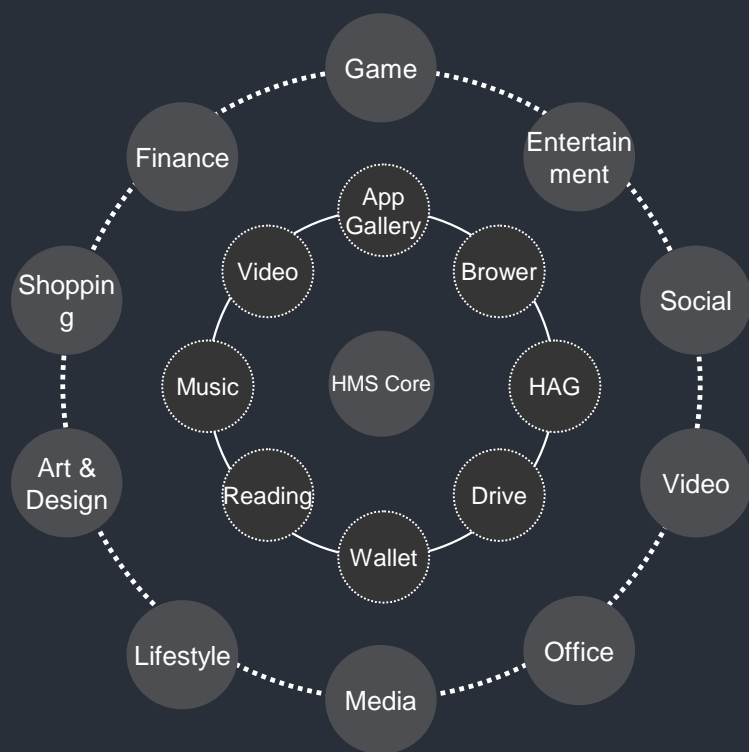 Game
Finance
Entertain
ment
App
Gallery
Video
Brower
Shoppin
g
Social
Music
HMS Core
HAG
Art &
Design
Reading
Drive
Video
Wallet
Lifestyle
Office
Media